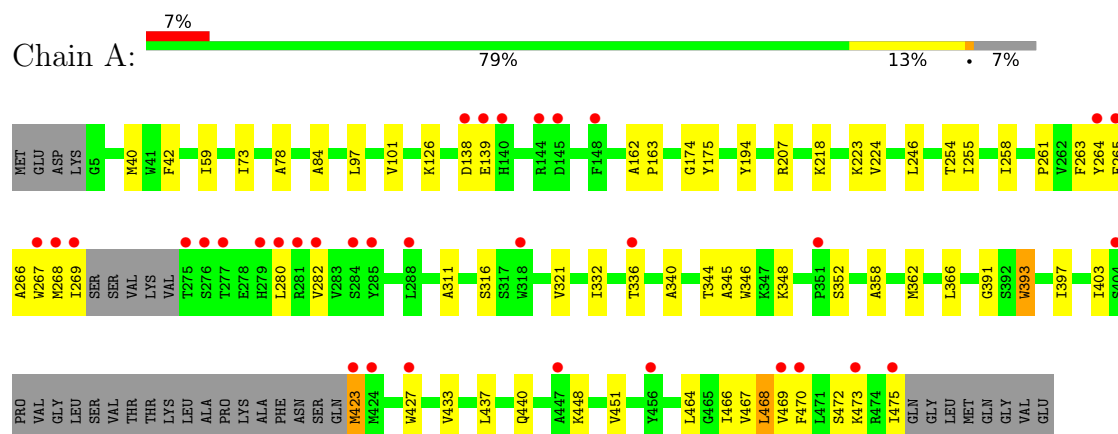 7%
Chain A:
79% 13% • 7%
MET GLU ASP LYS G5 M40 W41 F42 I59 I73 A78 A84 L97 V101 K126 D138 E139 H140 R144 D145 F148 A162 P163 G174 Y175 Y194 R207 K218 K223 V224 L246 T254 I255 I258 P261 V262 F263 Y264
A266 W267 M268 I269 SER SER VAL LYS VAL T275 S276 T277 E278 H279 L280 R281 V282 V283 S284 Y285 L288 A311 S316 S317 W318 V321 I332 T336 A340 T344 A345 W346 K347 K348 P351 S352 A358 M362 L366 G391 S392 W393 I397 I403 S404
PRO VAL GLY LEU SER VAL THR THR LYS LEU ALA PRO LYS ALA PHE ASN SER GLN M423 M424 W427 V433 L437 Q440 A447 K448 V451 Y456 L464 G465 I466 V467 L468 V469 F470 L471 S472 K473 R474 I475 GLN GLY LEU MET GLN GLY VAL GLU